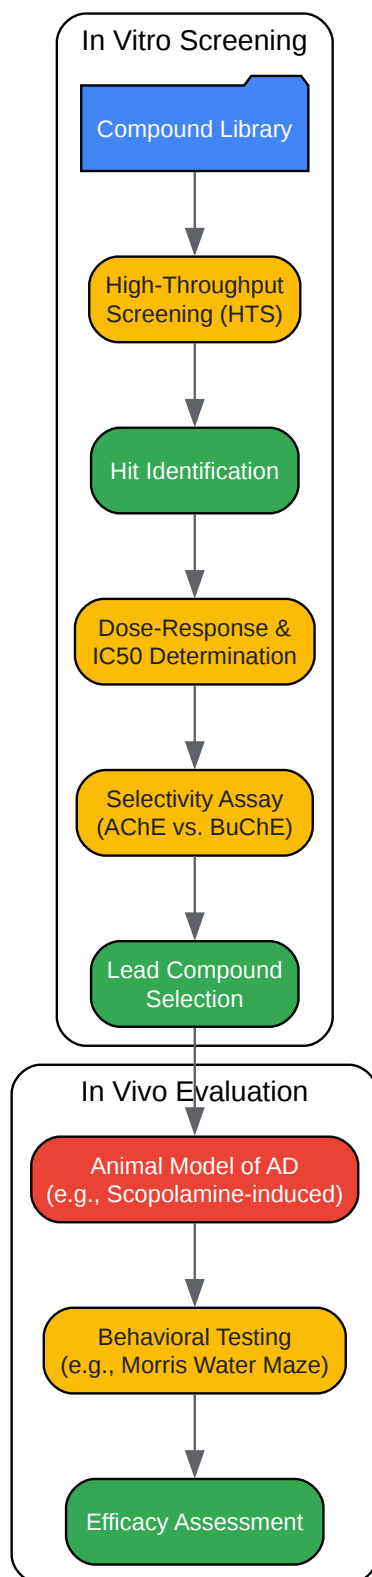 In Vitro Screening
Compound Library
High-Throughput
Screening (HTS)
Hit Identification
Dose-Response &
IC50 Determination
Selectivity Assay
(AChE vs. BuChE)
Lead Compound
Selection
In Vivo Evaluation
Animal Model of AD
(e.g., Scopolamine-induced)
Behavioral Testing
(e.g., Morris Water Maze)
Efficacy Assessment